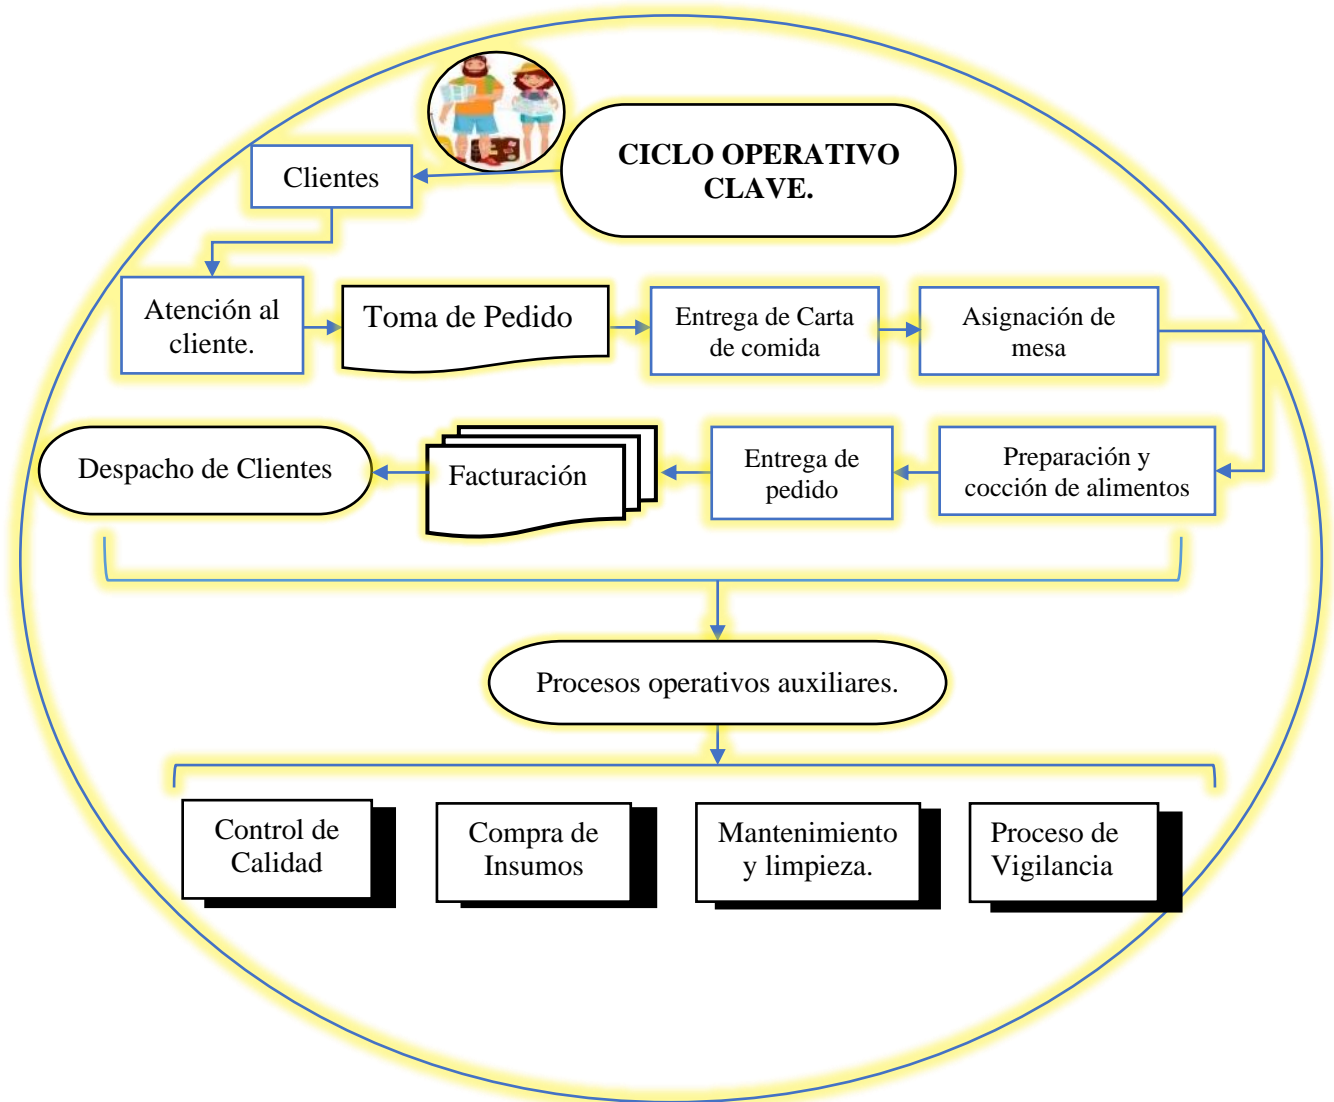 CICLO OPERATIVO
CLAVE.
Clientes
Atención al
cliente.
Toma de Pedido
Entrega de Carta
de comida
Asignación de
mesa
Despacho de Clientes
Facturación
Entrega de
pedido
Preparación y
cocción de alimentos
Procesos operativos auxiliares.
Control de
Calidad
Compra de
Insumos
Mantenimiento
y limpieza.
Proceso de
Vigilancia